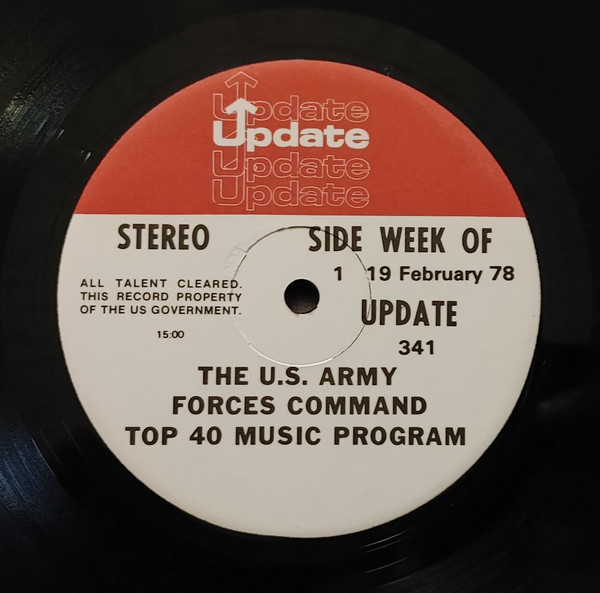 Update
Update
Update
Update
STEREO
SIDE WEEK OF
1 19 February 78
ALL TALENT CLEARED.
THIS RECORD PROPERTY
OF THE US GOVERNMENT.
15:00
UPDATE
341
THE U.S. ARMY
FORCES COMMAND
TOP 40 MUSIC PROGRAM